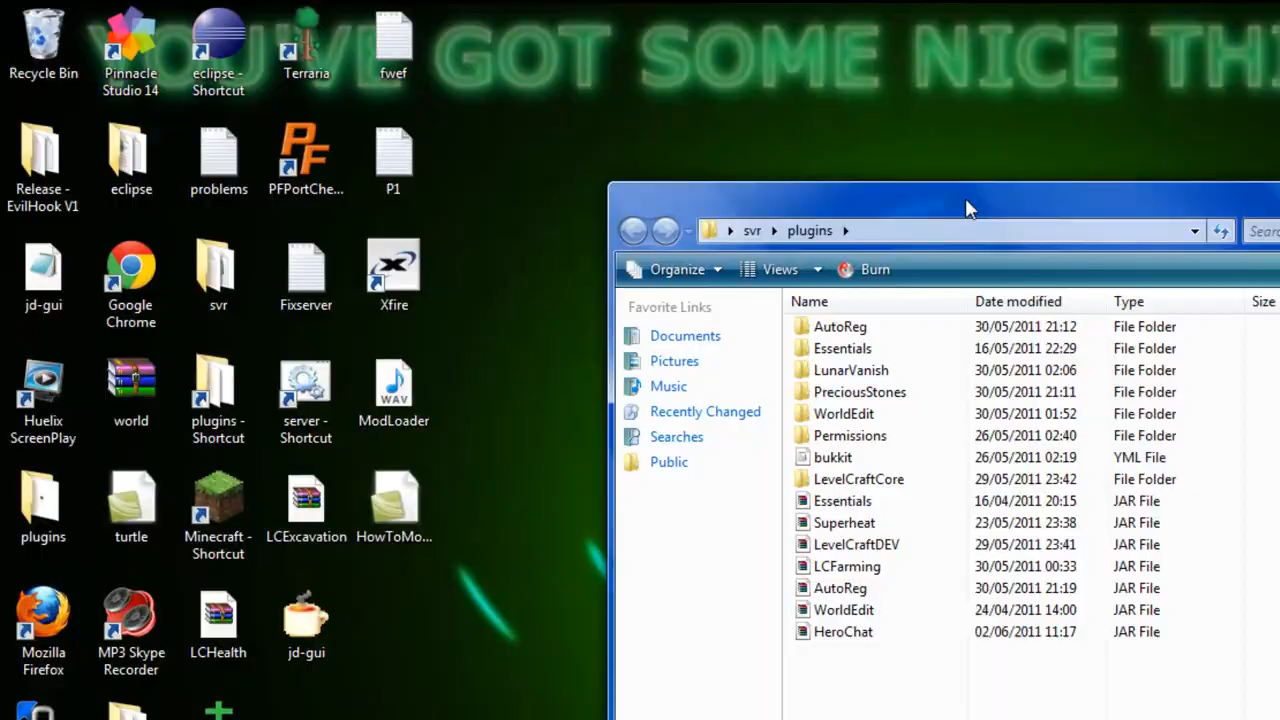 YOU'VE GOT SOME NICE THI
Recycle Bin
Pinnacle
Studio 14
eclipse -
Shortcut
Terraria
fwef
Release -
EvilHook V1
eclipse
problems
PFPortChe...
P1
jd-gui
Google
Chrome
svr
Fixserver
Xfire
Huelix
ScreenPlay
world
plugins -
Shortcut
server -
Shortcut
WAV
ModLoader
plugins
turtle
Minecraft -
Shortcut
LCExcavation
HowToMo...
Mozilla
Firefox
MP3 Skype
Recorder
LCHealth
jd-gui
svr plugins
Sear
Organize Views Burn
Favorite Links
Documents
Pictures
Music
Recently Changed
Searches
Public
Name Date modified Type Size
AutoReg 30/05/2011 21:12 File Folder
Essentials 16/05/2011 22:29 File Folder
LunarVanish 30/05/2011 02:06 File Folder
PreciousStones 30/05/2011 21:11 File Folder
WorldEdit 30/05/2011 01:52 File Folder
Permissions 26/05/2011 02:40 File Folder
bukkit 26/05/2011 02:19 YML File
LevelCraftCore 29/05/2011 23:42 File Folder
Essentials 16/04/2011 20:15 JAR File
Superheat 23/05/2011 23:38 JAR File
LevelCraftDEV 29/05/2011 23:41 JAR File
LCFarming 30/05/2011 00:33 JAR File
AutoReg 30/05/2011 21:19 JAR File
WorldEdit 24/04/2011 14:00 JAR File
HeroChat 02/06/2011 11:17 JAR File